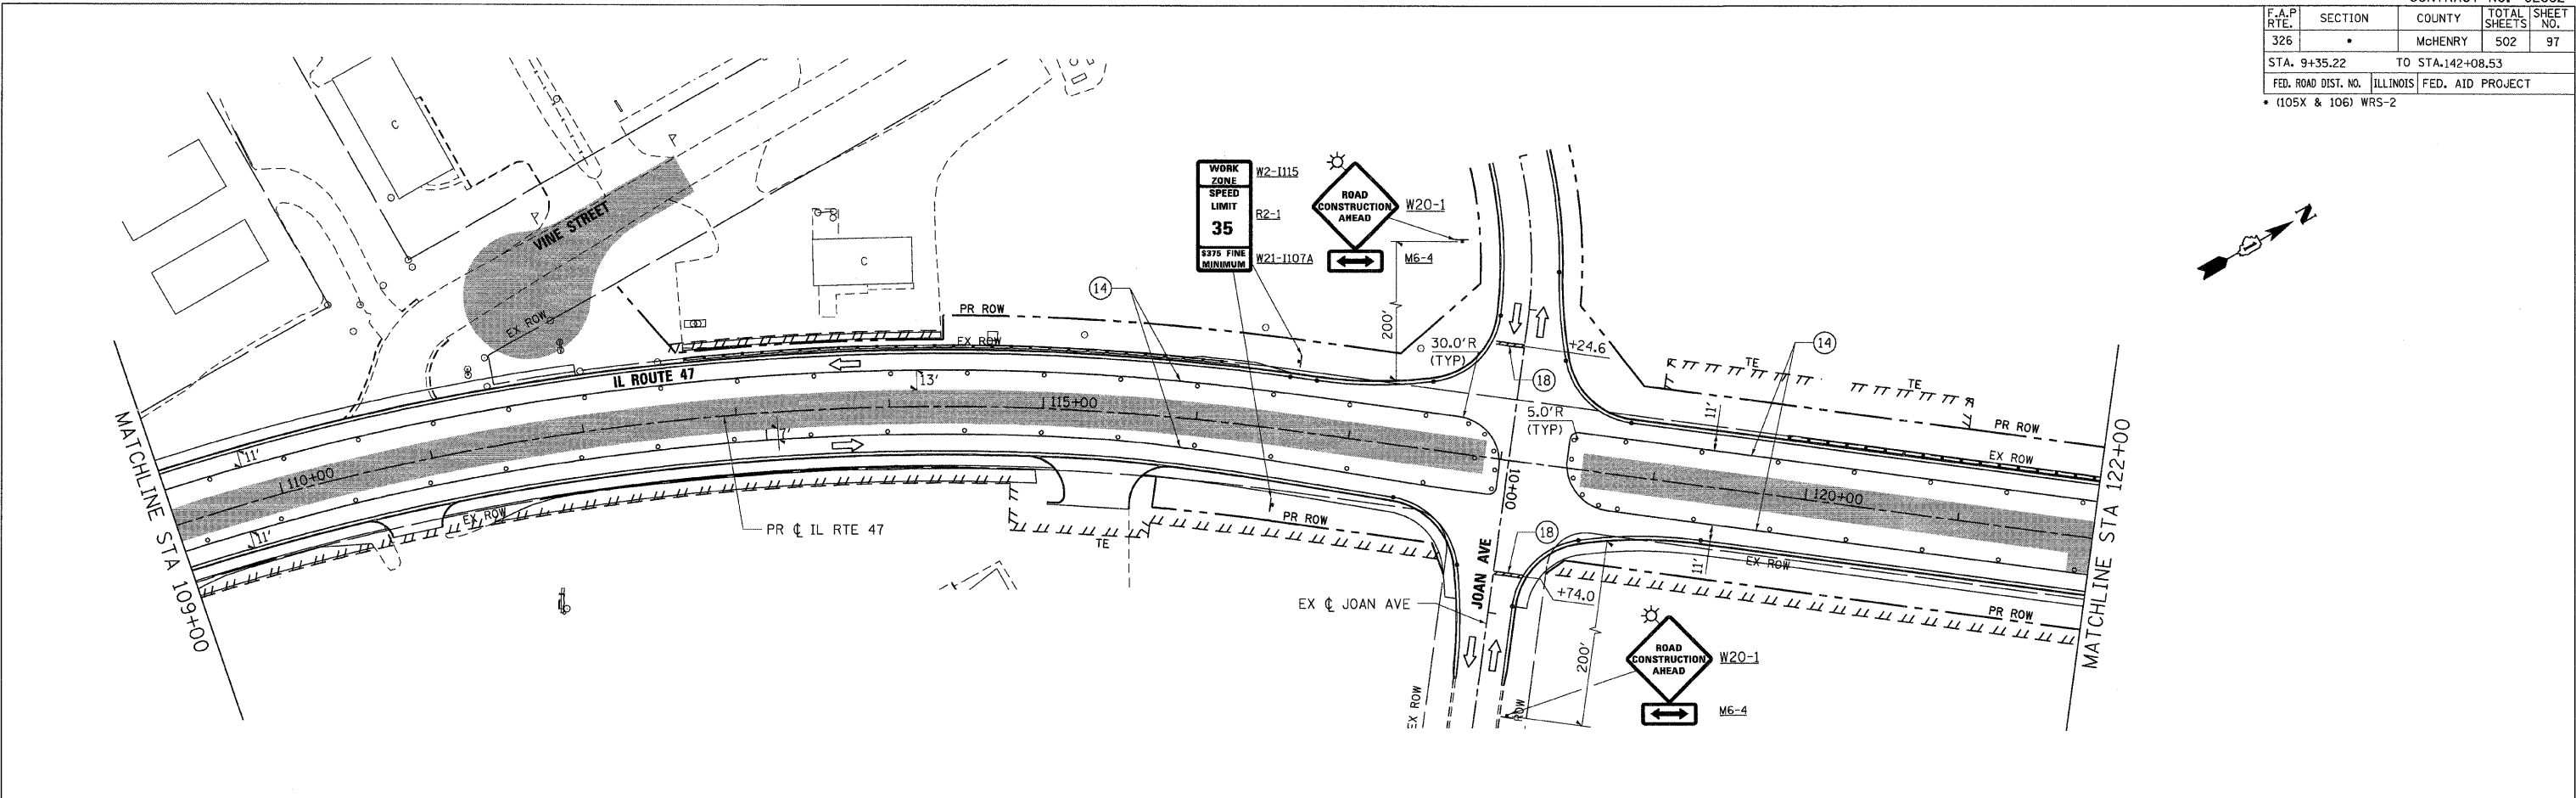 F.A.P RTE. SECTION COUNTY TOTAL SHEETS SHEET NO.
326 • McHENRY 502 97
STA. 9+35.22 TO STA.142+08.53
FED. ROAD DIST. NO. ILLINOIS FED. AID PROJECT
• (105X & 106) WRS-2
N
C
VINE STREET
EX ROW
C
WORK ZONE
W2-I115
SPEED LIMIT 35
R2-1
$375 FINE MINIMUM
W21-I107A
ROAD CONSTRUCTION AHEAD
W20-1
M6-4
200'
14
PR ROW
EX ROW
30.0'R (TYP)
+24.6
18
5.0'R (TYP)
14
TE
TE
11'
PR ROW
EX ROW
IL ROUTE 47
13'
115+00
7'
11'
110+00
11'
EX ROW
PR ℄ IL RTE 47
TE
PR ROW
10+00
120+00
MATCHLINE STA 109+00
MATCHLINE STA 122+00
18
11'
EX ROW
JOAN AVE
EX ℄ JOAN AVE
+74.0
PR ROW
200'
ROAD CONSTRUCTION AHEAD
W20-1
M6-4
EX ROW
ROW